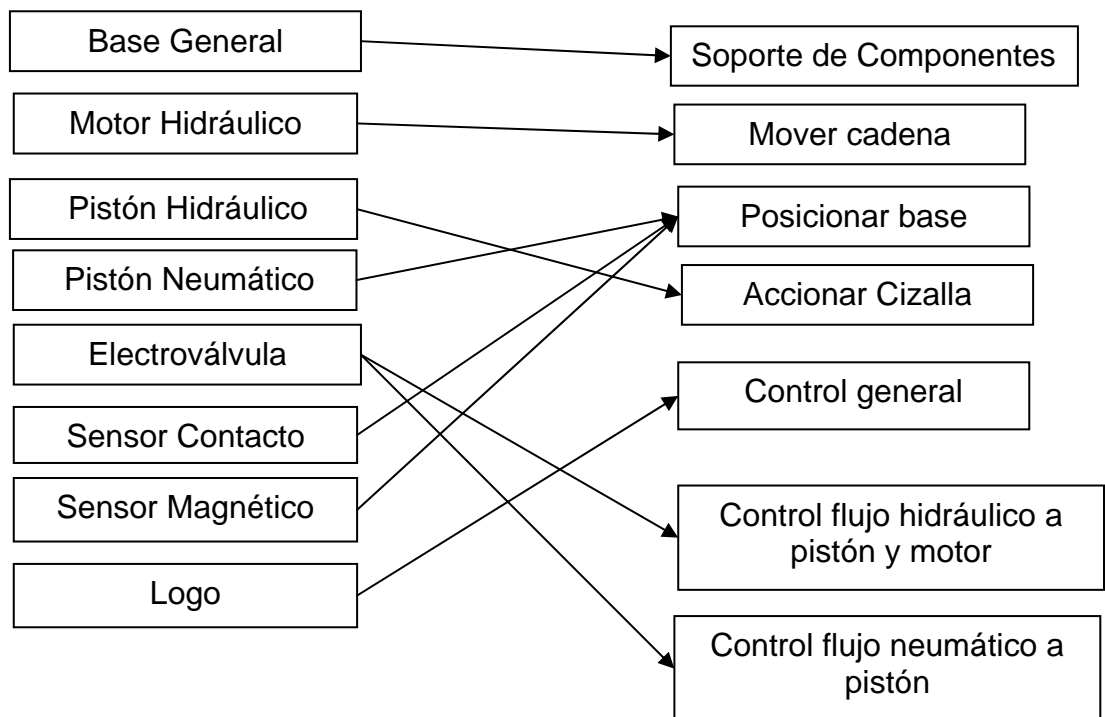 Base General
Motor Hidráulico
Pistón Hidráulico
Pistón Neumático
Electroválvula
Sensor Contacto
Sensor Magnético
Logo
Soporte de Componentes
Mover cadena
Posicionar base
Accionar Cizalla
Control general
Control flujo hidráulico a
pistón y motor
Control flujo neumático a
pistón